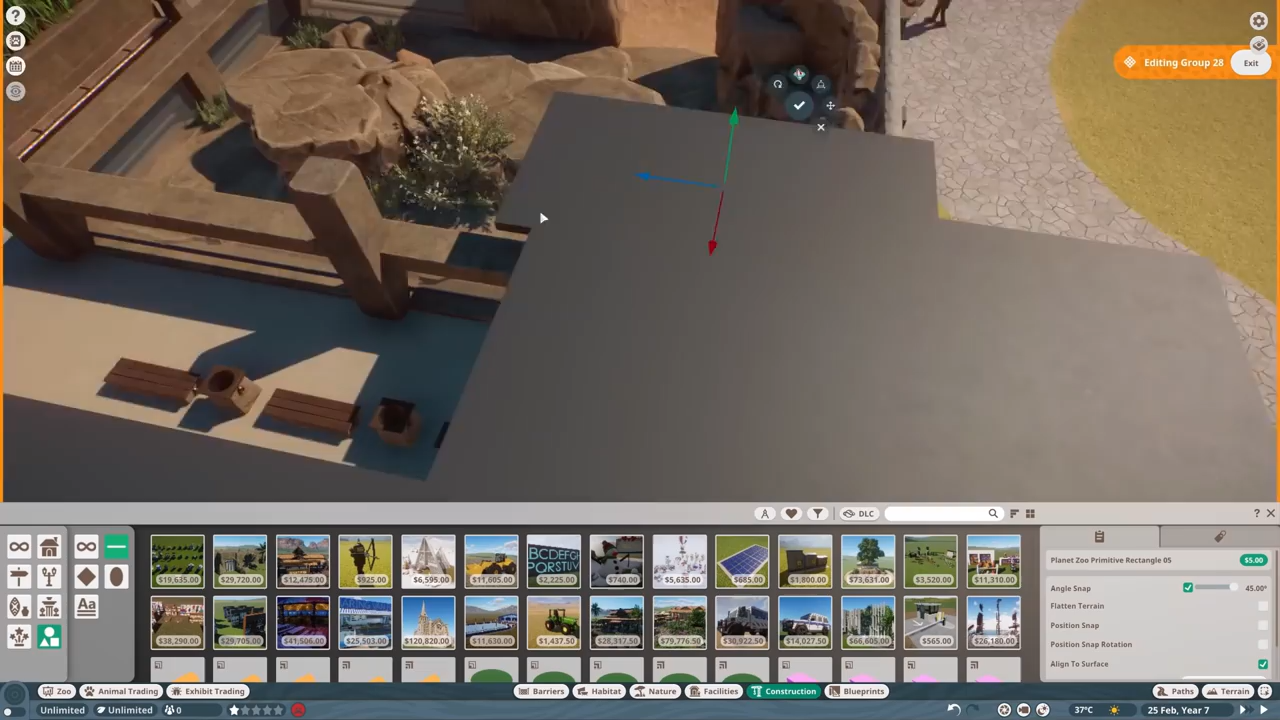 ?
Editing Group 28
Exit
DLC
?
$19,635.00
$29,720.00
$12,475.00
$925.00
$6,595.00
$11,605.00
ABCDEFG
$2,225.00
$740.00
$5,635.00
$685.00
$1,800.00
$73,631.00
$3,520.00
$11,310.00
Planet Zoo Primitive Rectangle 05
$5.00
Angle Snap
45.00°
Flatten Terrain
Aa
$38,290.00
$29,705.00
$41,506.00
$25,503.00
$120,820.00
$11,630.00
$1,437.50
$28,317.50
$79,776.50
$30,922.50
$14,027.50
$66,605.00
$565.00
$26,180.00
Position Snap
Position Snap Rotation
Align To Surface
Zoo
Animal Trading
Exhibit Trading
Barriers
Habitat
Nature
Facilities
Construction
Blueprints
Paths
Terrain
Unlimited
Unlimited
0
37°C
25 Feb, Year 7